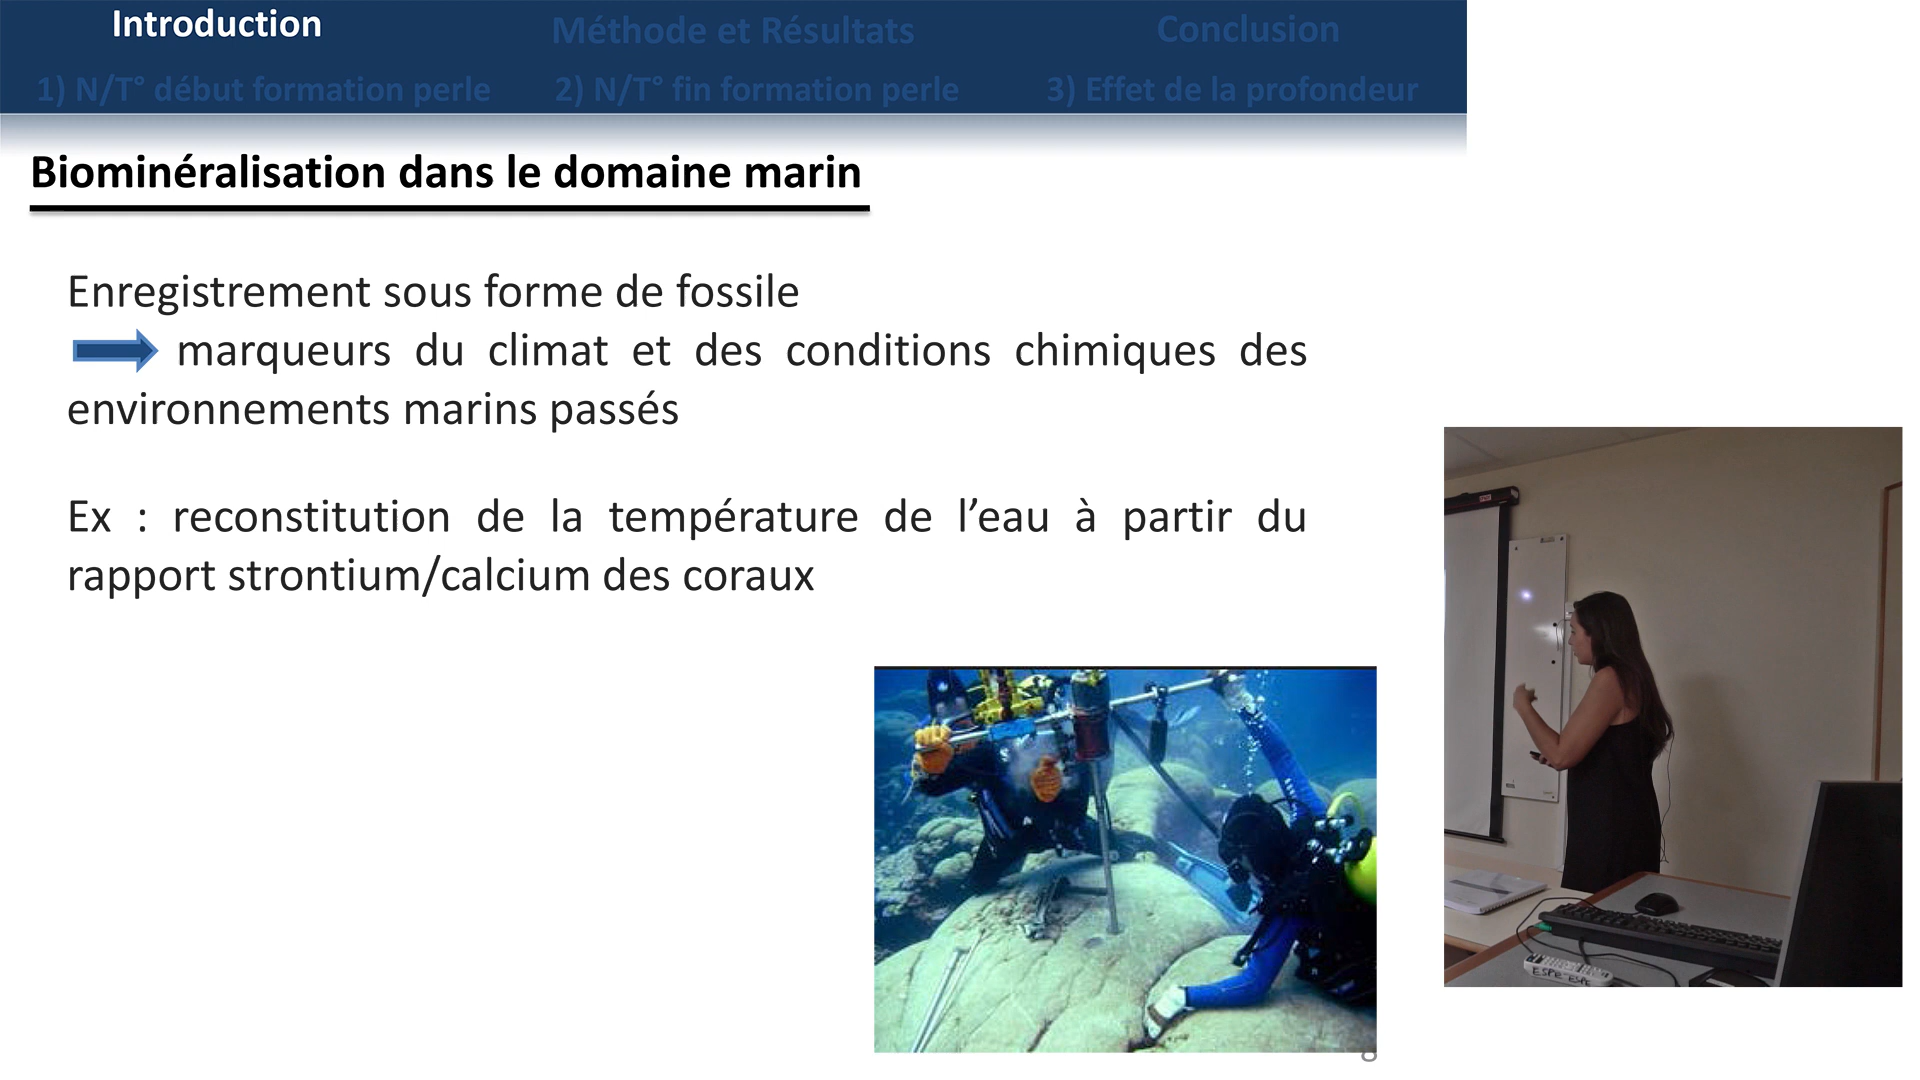 Introduction
Méthode et Résultats
Conclusion
1) N/T° début formation perle
2) N/T° fin formation perle
3) Effet de la profondeur
Biominéralisation dans le domaine marin
Enregistrement sous forme de fossile
marqueurs du climat et des conditions chimiques des
environnements marins passés
Ex : reconstitution de la température de l’eau à partir du
rapport strontium/calcium des coraux
ESPE ESPE